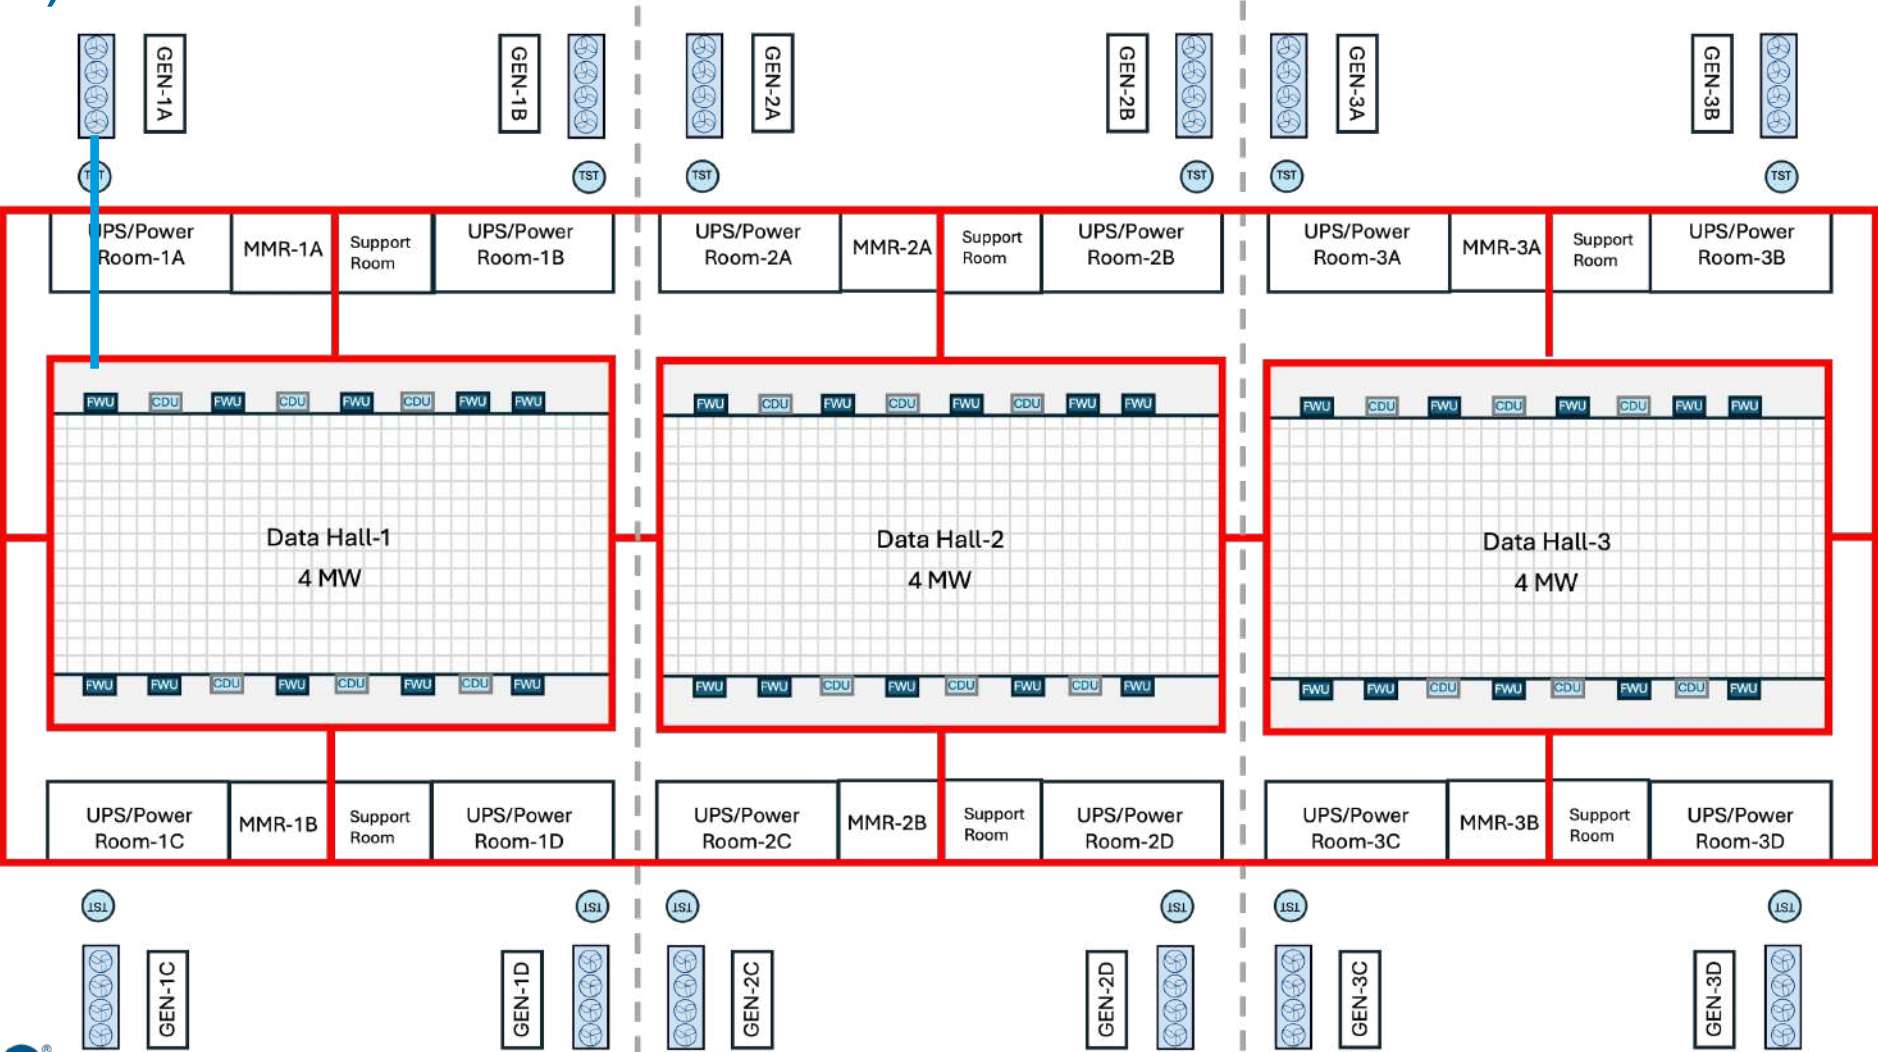 GEN-1A
GEN-1B
GEN-2A
GEN-2B
GEN-3A
GEN-3B
TST
TST
TST
TST
TST
TST
UPS/Power
Room-1A
MMR-1A
Support
Room
UPS/Power
Room-1B
UPS/Power
Room-2A
MMR-2A
Support
Room
UPS/Power
Room-2B
UPS/Power
Room-3A
MMR-3A
Support
Room
UPS/Power
Room-3B
FWU CDU FWU CDU FWU CDU FWU FWU
FWU CDU FWU CDU FWU CDU FWU FWU
FWU CDU FWU CDU FWU CDU FWU FWU
Data Hall-1
4 MW
Data Hall-2
4 MW
Data Hall-3
4 MW
FWU FWU CDU FWU CDU FWU CDU FWU
FWU FWU CDU FWU CDU FWU CDU FWU
FWU FWU CDU FWU CDU FWU CDU FWU
UPS/Power
Room-1C
MMR-1B
Support
Room
UPS/Power
Room-1D
UPS/Power
Room-2C
MMR-2B
Support
Room
UPS/Power
Room-2D
UPS/Power
Room-3C
MMR-3B
Support
Room
UPS/Power
Room-3D
TST
TST
TST
TST
TST
TST
GEN-1C
GEN-1D
GEN-2C
GEN-2D
GEN-3C
GEN-3D
®